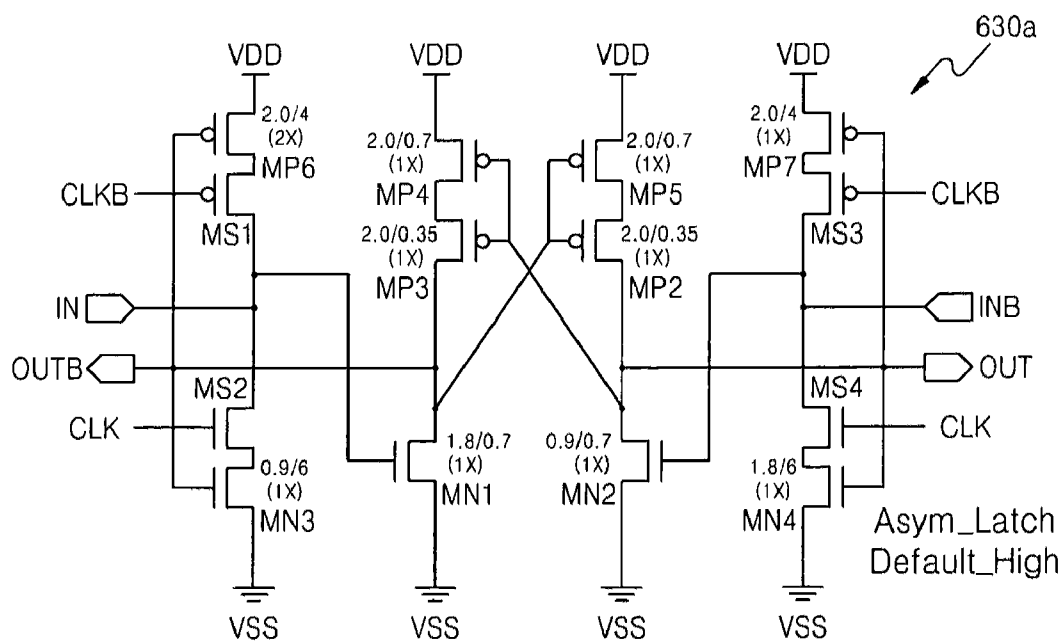 630a
VDD VDD VDD VDD
2.0/4
(2X)
MP6
2.0/0.7
(1X)
MP4
2.0/0.7
(1X)
MP5
2.0/4
(1X)
MP7
CLKB
MS1
2.0/0.35
(1X)
MP3
2.0/0.35
(1X)
MP2
CLKB
MS3
IN
INB
OUTB
OUT
MS2
MS4
CLK
CLK
0.9/6
(1X)
MN3
1.8/0.7
(1X)
MN1
0.9/0.7
(1X)
MN2
1.8/6
(1X)
MN4
Asym_Latch
Default_High
VSS VSS VSS VSS